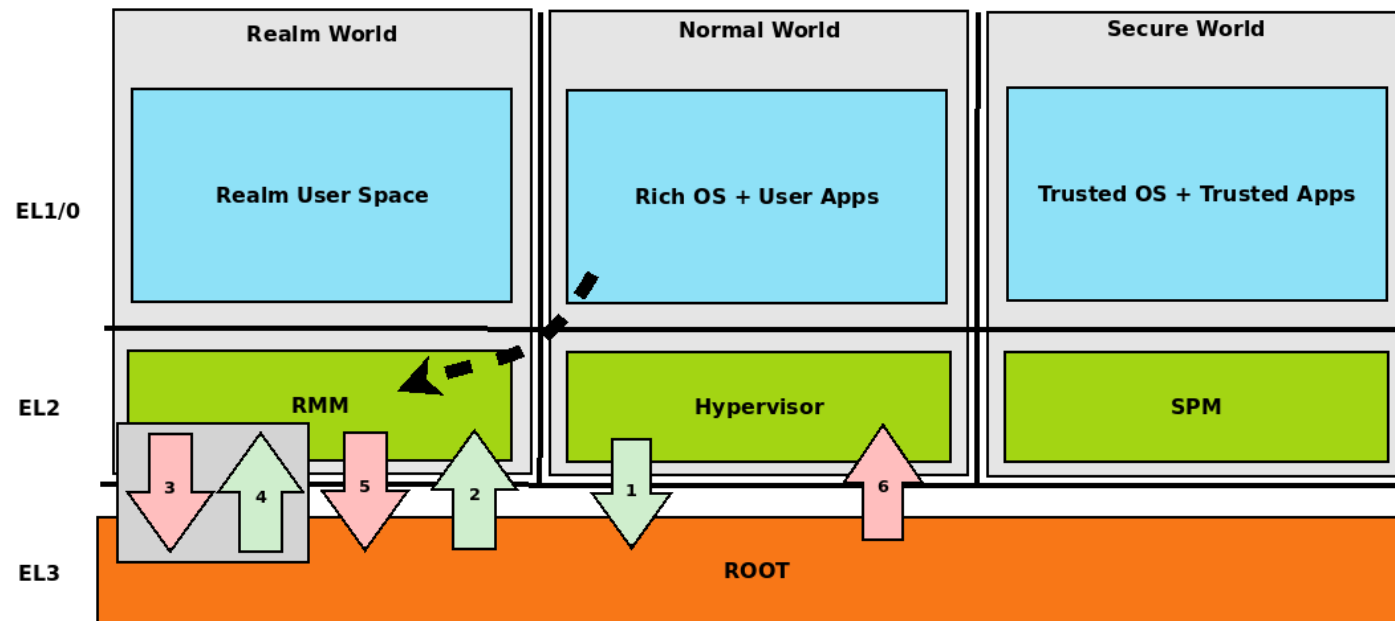 Realm World
Normal World
Secure World
EL1/0
Realm User Space
Rich OS + User Apps
Trusted OS + Trusted Apps
EL2
RMM
Hypervisor
SPM
3
4
5
2
1
6
EL3
ROOT